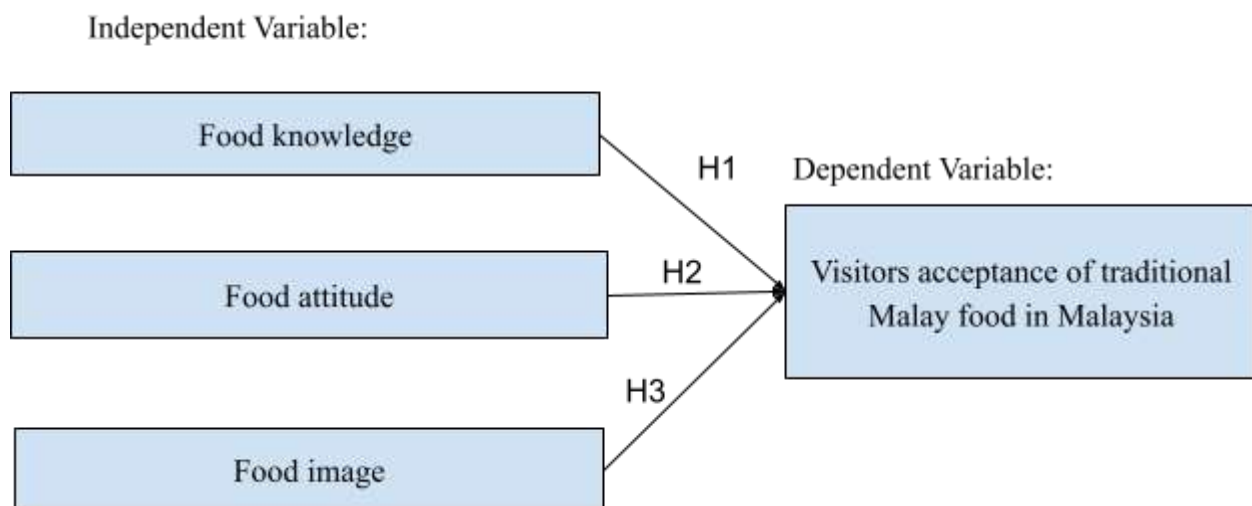 Independent Variable:
Food knowledge
H1
Dependent Variable:
Visitors acceptance of traditional
Malay food in Malaysia
Food attitude
H2
H3
Food image